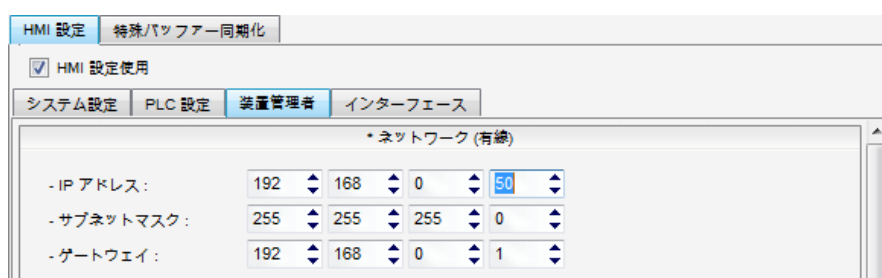 HMI 設定 特殊バッファー同期化
HMI 設定使用
システム設定 PLC 設定 装置管理者 インターフェース
* ネットワーク (有線)
- IP アドレス : 192 168 0 50
- サブネットマスク : 255 255 255 0
- ゲートウェイ : 192 168 0 1